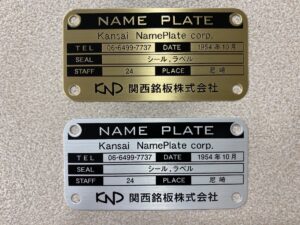 NAME PLATE
Kansai NamePlate corp.
TEL 06-6499-7737 DATE 1954年10月
SEAL シール,ラベル
STAFF 24 PLACE 尼崎
KNP 関西銘板株式会社
NAME PLATE
Kansai NamePlate corp.
TEL 06-6499-7737 DATE 1954年10月
SEAL シール,ラベル
STAFF 24 PLACE 尼崎
KNP 関西銘板株式会社